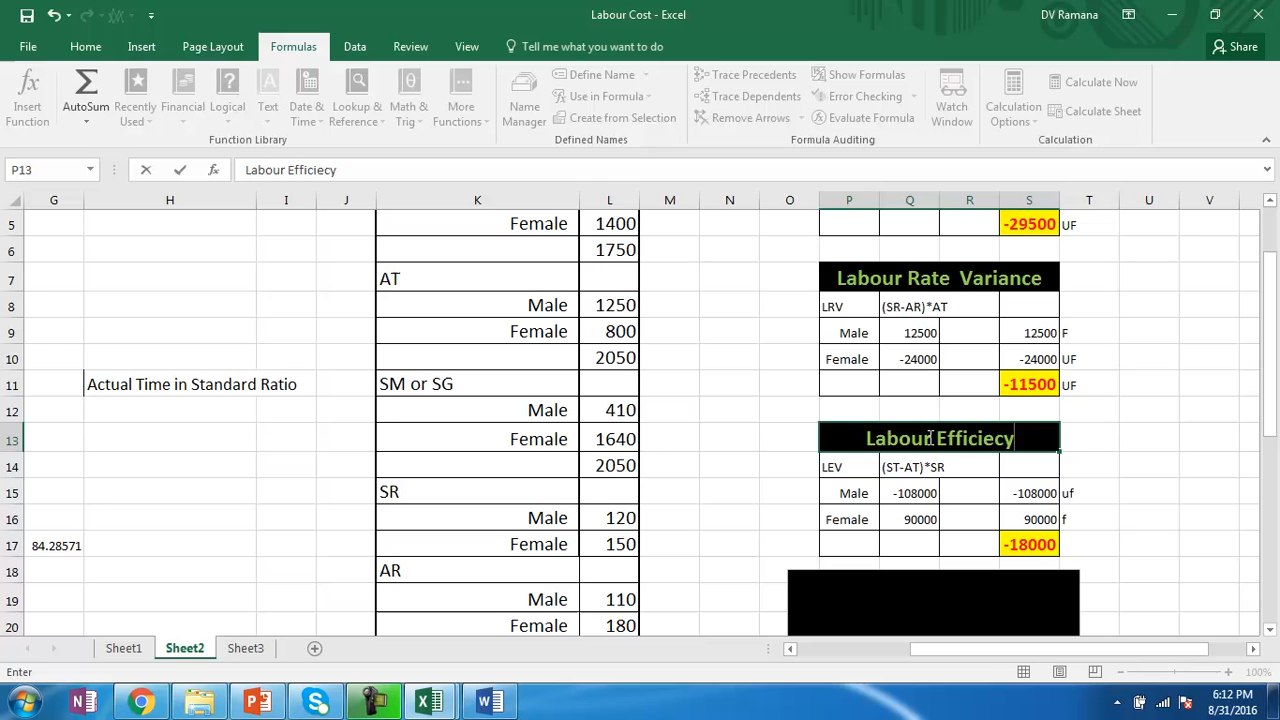 Labour Cost - Excel
DV Ramana
File Home Insert Page Layout Formulas Data Review View Tell me what you want to do Share
Insert Function
AutoSum
Recently Used
Financial
Logical
Text
Date & Time
Lookup & Reference
Math & Trig
More Functions
Function Library
Name Manager
Define Name
Use in Formula
Create from Selection
Defined Names
Trace Precedents
Trace Dependents
Remove Arrows
Show Formulas
Error Checking
Evaluate Formula
Formula Auditing
Watch Window
Calculation Options
Calculate Now
Calculate Sheet
Calculation
P13 fx Labour Efficiecy
G H I J K L M N O P Q R S T U V
5 Female 1400 -29500 UF
6 1750
7 AT Labour Rate Variance
8 Male 1250 LRV (SR-AR)*AT
9 Female 800 Male 12500 12500 F
10 2050 Female -24000 -24000 UF
11 Actual Time in Standard Ratio SM or SG -11500 UF
12 Male 410
13 Female 1640 Labour Efficiecy
14 2050 LEV (ST-AT)*SR
15 SR Male -108000 -108000 uf
16 Male 120 Female 90000 90000 f
17 84.28571 Female 150 -18000
18 AR
19 Male 110
20 Female 180
Sheet1 Sheet2 Sheet3
Enter 100%
6:12 PM
8/31/2016